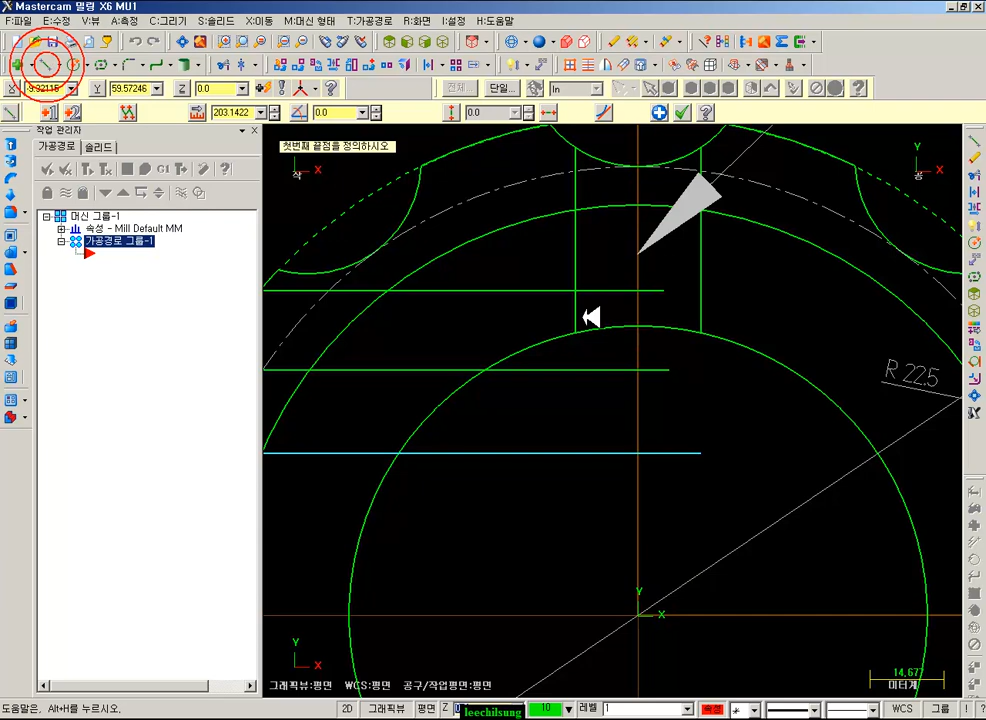 Mastercam 밀링 X6 MU1
F:파일 E:수정 V:뷰 A:측정 C:그리기 S:솔리드 X:이동 M:머신 형태 T:가공경로 R:화면 I:설정 H:도움말
X Y 59.57246 Z 0.0 전체... 단일... In
203.1422 0.0 0.0
작업 관리자
가공경로 솔리드
G1
머신 그룹-1
속성 - Mill Default MM
가공경로 그룹-1
첫번째 끝점을 정의하시오
X
Y
X
R 22.5
Y
X
Y
X
14.677
미터계
그래픽뷰:평면 WCS:평면 공구/작업평면:평면
도움말은, Alt+H를 누르시오.
2D 그래픽뷰 평면 Z 10 레벨 1 속성 WCS 그룹 ! ?
leechilsung